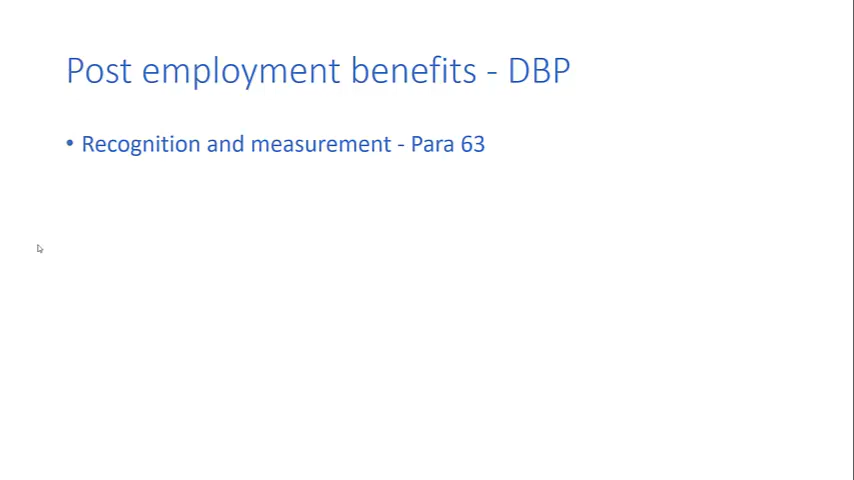 Post employment benefits - DBP
• Recognition and measurement - Para 63